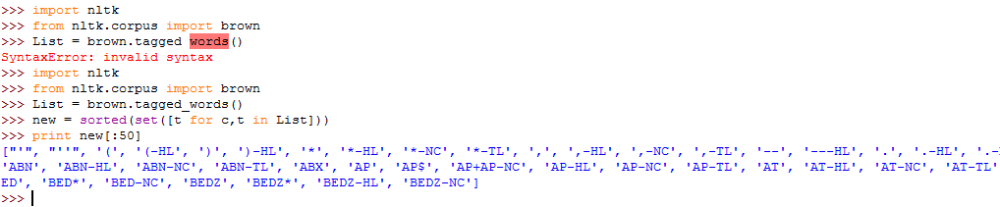 >>> import nltk
>>> from nltk.corpus import brown
>>> List = brown.tagged words()
SyntaxError: invalid syntax
>>> import nltk
>>> from nltk.corpus import brown
>>> List = brown.tagged_words()
>>> new = sorted(set([t for c,t in List]))
>>> print new[:50]
["'", "''", '(', '(-HL', ')', ')-HL', '*', '*-HL', '*-NC', '*-TL', ',', ',-HL', ',-NC', ',-TL', '--', '---HL', '.', '.-HL', '.-
'ABN', 'ABN-HL', 'ABN-NC', 'ABN-TL', 'ABX', 'AP', 'AP$', 'AP+AP-NC', 'AP-HL', 'AP-NC', 'AP-TL', 'AT', 'AT-HL', 'AT-NC', 'AT-TL'
ED', 'BED*', 'BED-NC', 'BEDZ', 'BEDZ*', 'BEDZ-HL', 'BEDZ-NC']
>>>